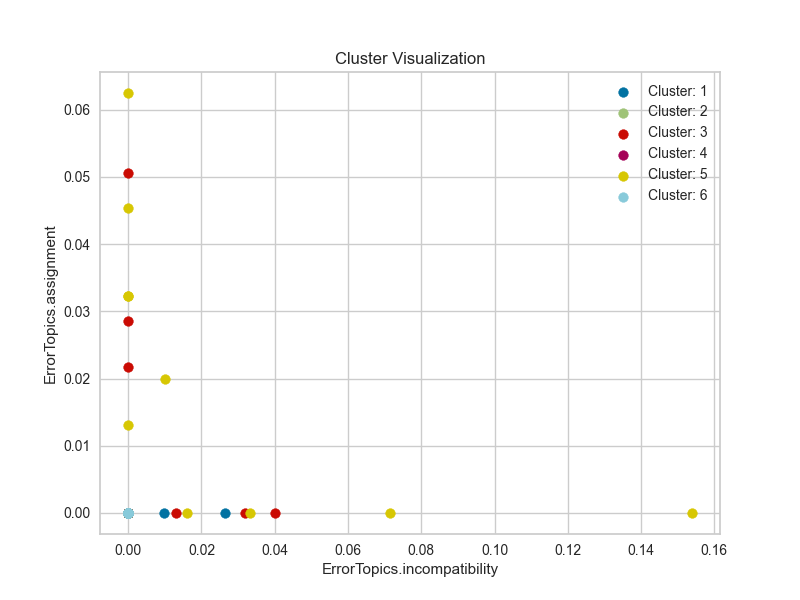 Cluster Visualization
Cluster: 1
Cluster: 2
Cluster: 3
Cluster: 4
Cluster: 5
Cluster: 6
0.06
0.05
0.04
0.03
0.02
0.01
0.00
ErrorTopics.assignment
0.00 0.02 0.04 0.06 0.08 0.10 0.12 0.14 0.16
ErrorTopics.incompatibility